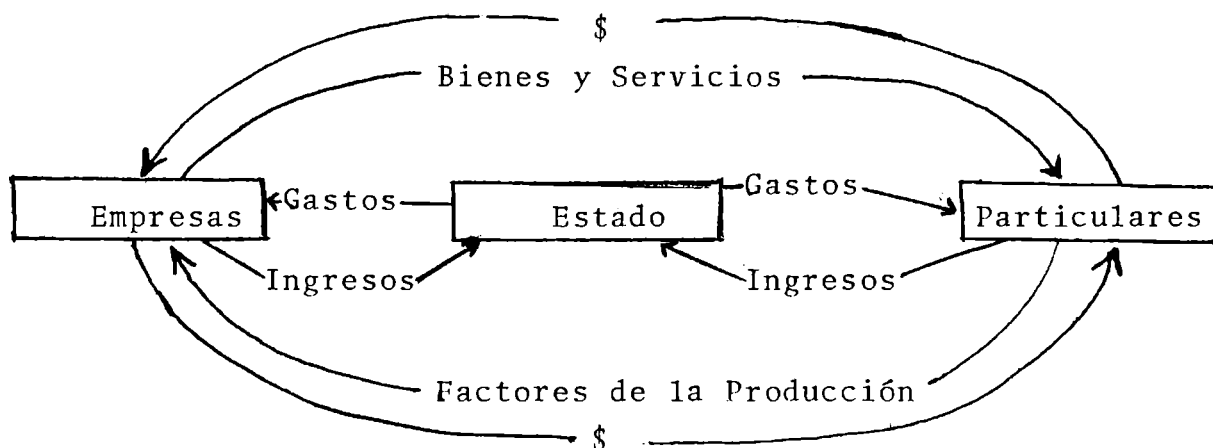 $
Bienes y Servicios
Gastos
Gastos
Empresas
Estado
Particulares
Ingresos
Ingresos
Factores de la Producción
$